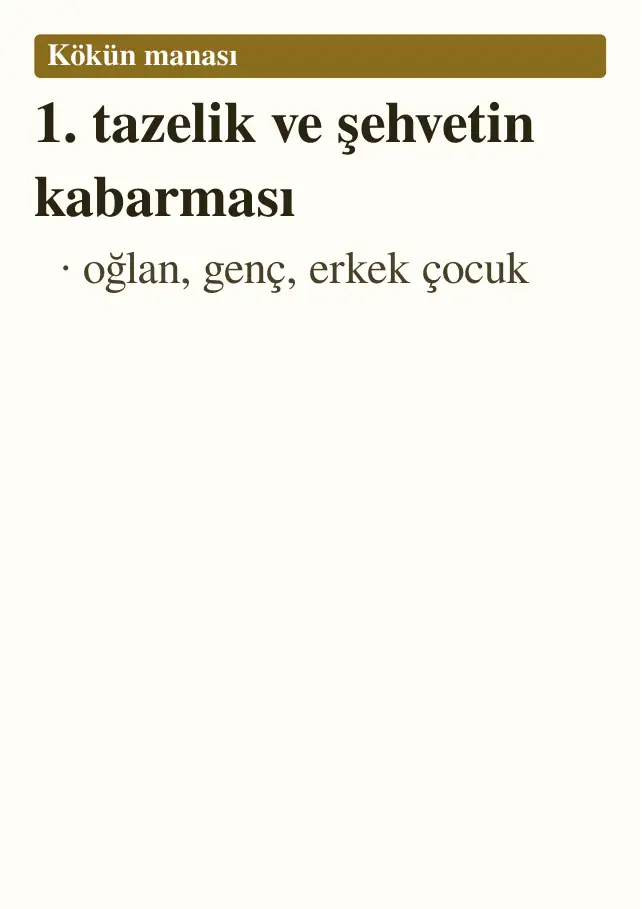 Kökün manası
1. tazelik ve şehvetin
kabarması
· oğlan, genç, erkek çocuk